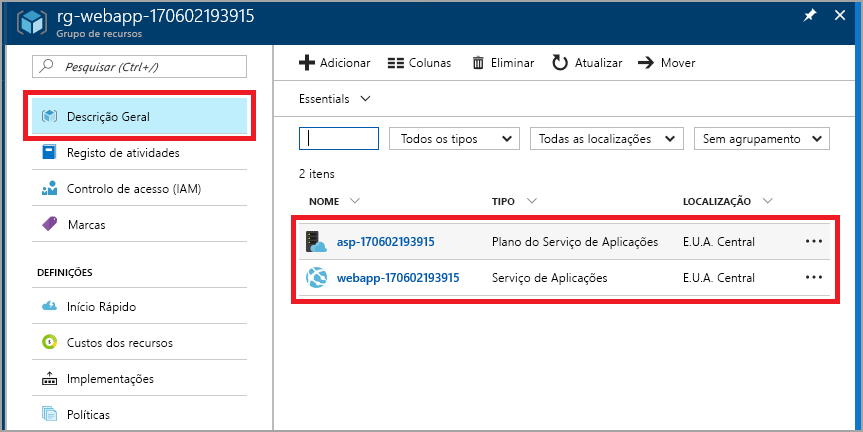 rg-webapp-170602193915
Grupo de recursos
Pesquisar (Ctrl+/)
Descrição Geral
Registo de atividades
Controlo de acesso (IAM)
Marcas
DEFINIÇÕES
Início Rápido
Custos dos recursos
Implementações
Políticas
Adicionar Colunas Eliminar Atualizar Mover
Essentials
Todos os tipos Todas as localizações Sem agrupamento
2 itens
NOME TIPO LOCALIZAÇÃO
asp-170602193915 Plano do Serviço de Aplicações E.U.A. Central
webapp-170602193915 Serviço de Aplicações E.U.A. Central